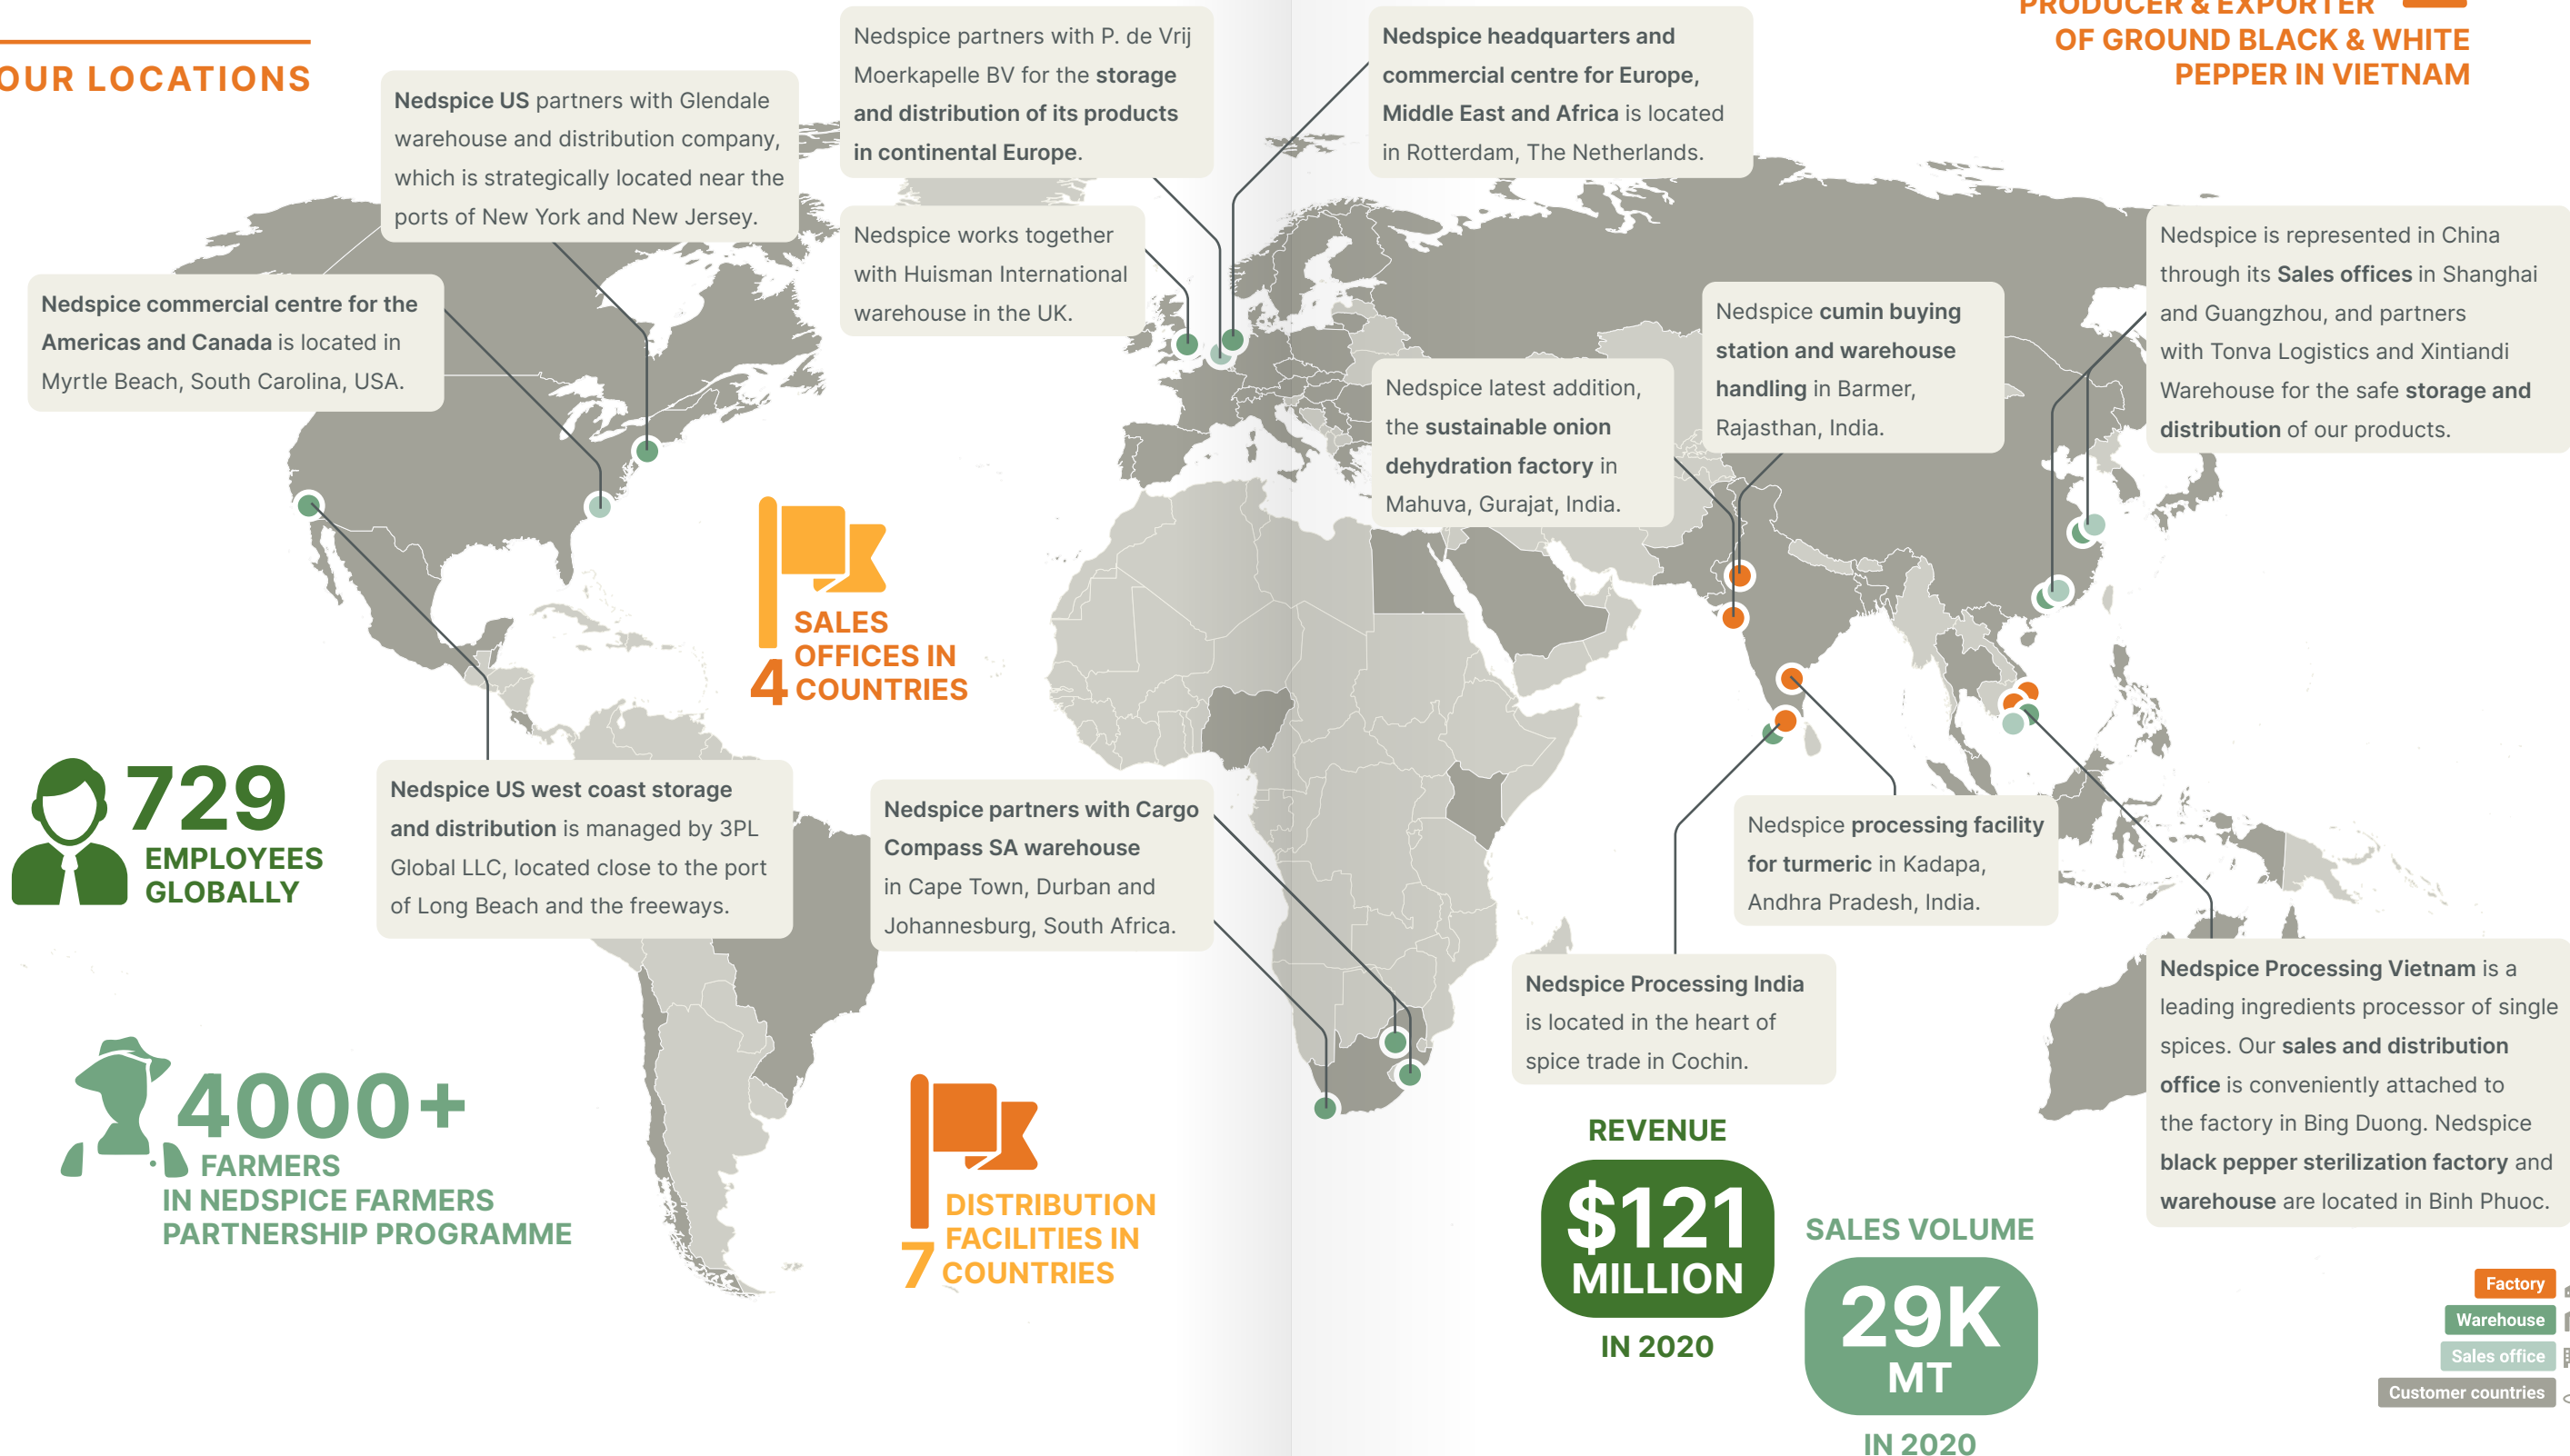 OUR LOCATIONS
PRODUCER & EXPORTER
OF GROUND BLACK & WHITE
PEPPER IN VIETNAM
Nedspice US partners with Glendale
warehouse and distribution company,
which is strategically located near the
ports of New York and New Jersey.
Nedspice partners with P. de Vrij
Moerkapelle BV for the storage
and distribution of its products
in continental Europe.
Nedspice headquarters and
commercial centre for Europe,
Middle East and Africa is located
in Rotterdam, The Netherlands.
Nedspice commercial centre for the
Americas and Canada is located in
Myrtle Beach, South Carolina, USA.
Nedspice works together
with Huisman International
warehouse in the UK.
Nedspice latest addition,
the sustainable onion
dehydration factory in
Mahuva, Gurajat, India.
Nedspice cumin buying
station and warehouse
handling in Barmer,
Rajasthan, India.
Nedspice is represented in China
through its Sales offices in Shanghai
and Guangzhou, and partners
with Tonva Logistics and Xintiandi
Warehouse for the safe storage and
distribution of our products.
SALES
OFFICES IN
4 COUNTRIES
729
EMPLOYEES
GLOBALLY
Nedspice US west coast storage
and distribution is managed by 3PL
Global LLC, located close to the port
of Long Beach and the freeways.
Nedspice partners with Cargo
Compass SA warehouse
in Cape Town, Durban and
Johannesburg, South Africa.
Nedspice processing facility
for turmeric in Kadapa,
Andhra Pradesh, India.
Nedspice Processing India
is located in the heart of
spice trade in Cochin.
Nedspice Processing Vietnam is a
leading ingredients processor of single
spices. Our sales and distribution
office is conveniently attached to
the factory in Bing Duong. Nedspice
black pepper sterilization factory and
warehouse are located in Binh Phuoc.
4000+
FARMERS
IN NEDSPICE FARMERS
PARTNERSHIP PROGRAMME
DISTRIBUTION
FACILITIES IN
7 COUNTRIES
REVENUE
$121
MILLION
IN 2020
SALES VOLUME
29K
MT
IN 2020
Factory
Warehouse
Sales office
Customer countries